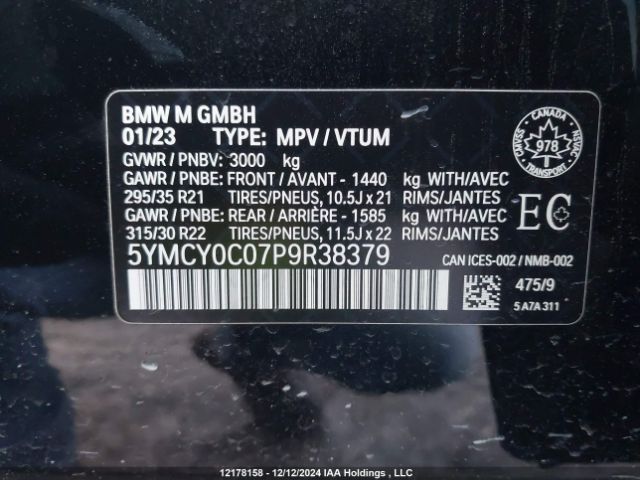 BMW M GMBH
01/23 TYPE: MPV / VTUM
GVWR / PNBV: 3000 kg
GAWR / PNBE: FRONT / AVANT - 1440 kg WITH/AVEC
295/35 R21 TIRES/PNEUS, 10.5J x 21 RIMS/JANTES
GAWR / PNBE: REAR / ARRIÈRE - 1585 kg WITH/AVEC
315/30 R22 TIRES/PNEUS, 11.5J x 22 RIMS/JANTES
5YMCY0C07P9R38379
CANADA
CMVSS
NSVAC
978
TRANSPORT
EC
CAN ICES-002 / NMB-002
475/9
5 A7A 311
12178158 - 12/12/2024 IAA Holdings , LLC